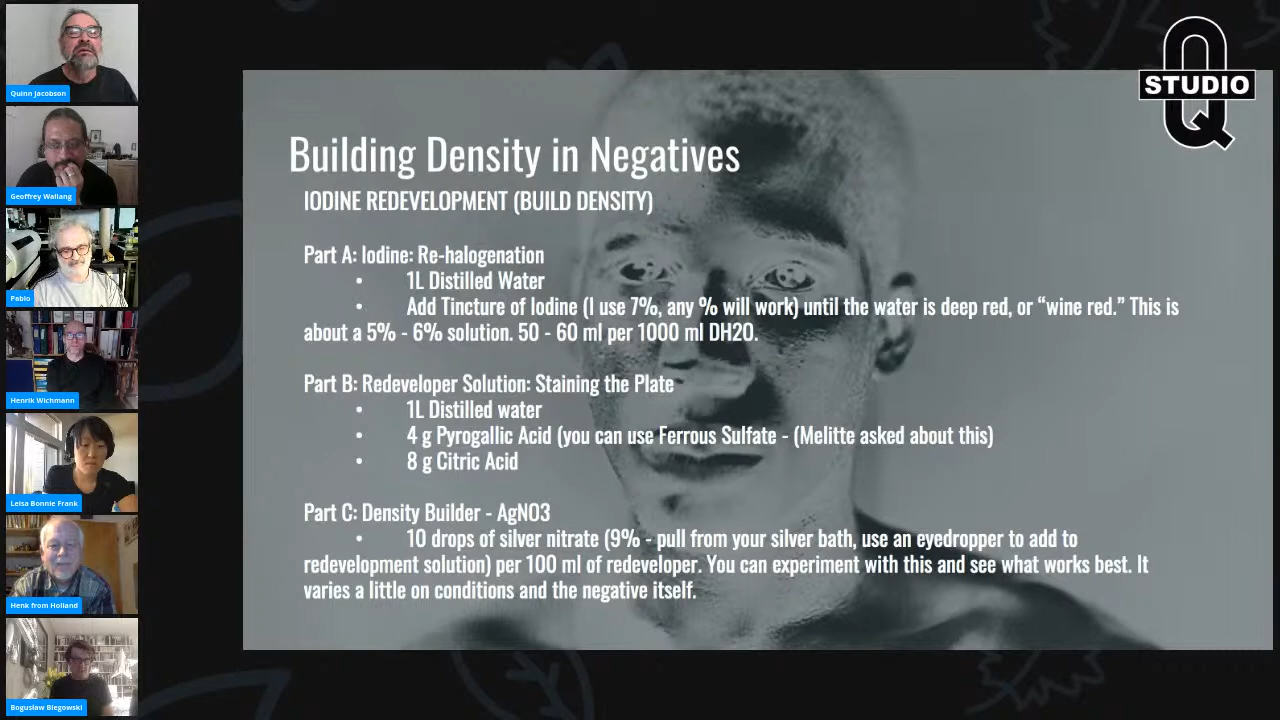 STUDIO
Q
Quinn Jacobson
Geoffrey Wallang
Pablo
Henrik Wichmann
Leisa Bonnie Frank
Henk from Holland
Bogusław Biegowski
Building Density in Negatives
IODINE REDEVELOPMENT (BUILD DENSITY)
Part A: Iodine: Re-halogenation
• 1L Distilled Water
• Add Tincture of Iodine (I use 7%, any % will work) until the water is deep red, or “wine red.” This is
about a 5% - 6% solution. 50 - 60 ml per 1000 ml DH2O.
Part B: Redeveloper Solution: Staining the Plate
• 1L Distilled water
• 4 g Pyrogallic Acid (you can use Ferrous Sulfate - (Melitte asked about this)
• 8 g Citric Acid
Part C: Density Builder - AgNO3
• 10 drops of silver nitrate (9% - pull from your silver bath, use an eyedropper to add to
redevelopment solution) per 100 ml of redeveloper. You can experiment with this and see what works best. It
varies a little on conditions and the negative itself.